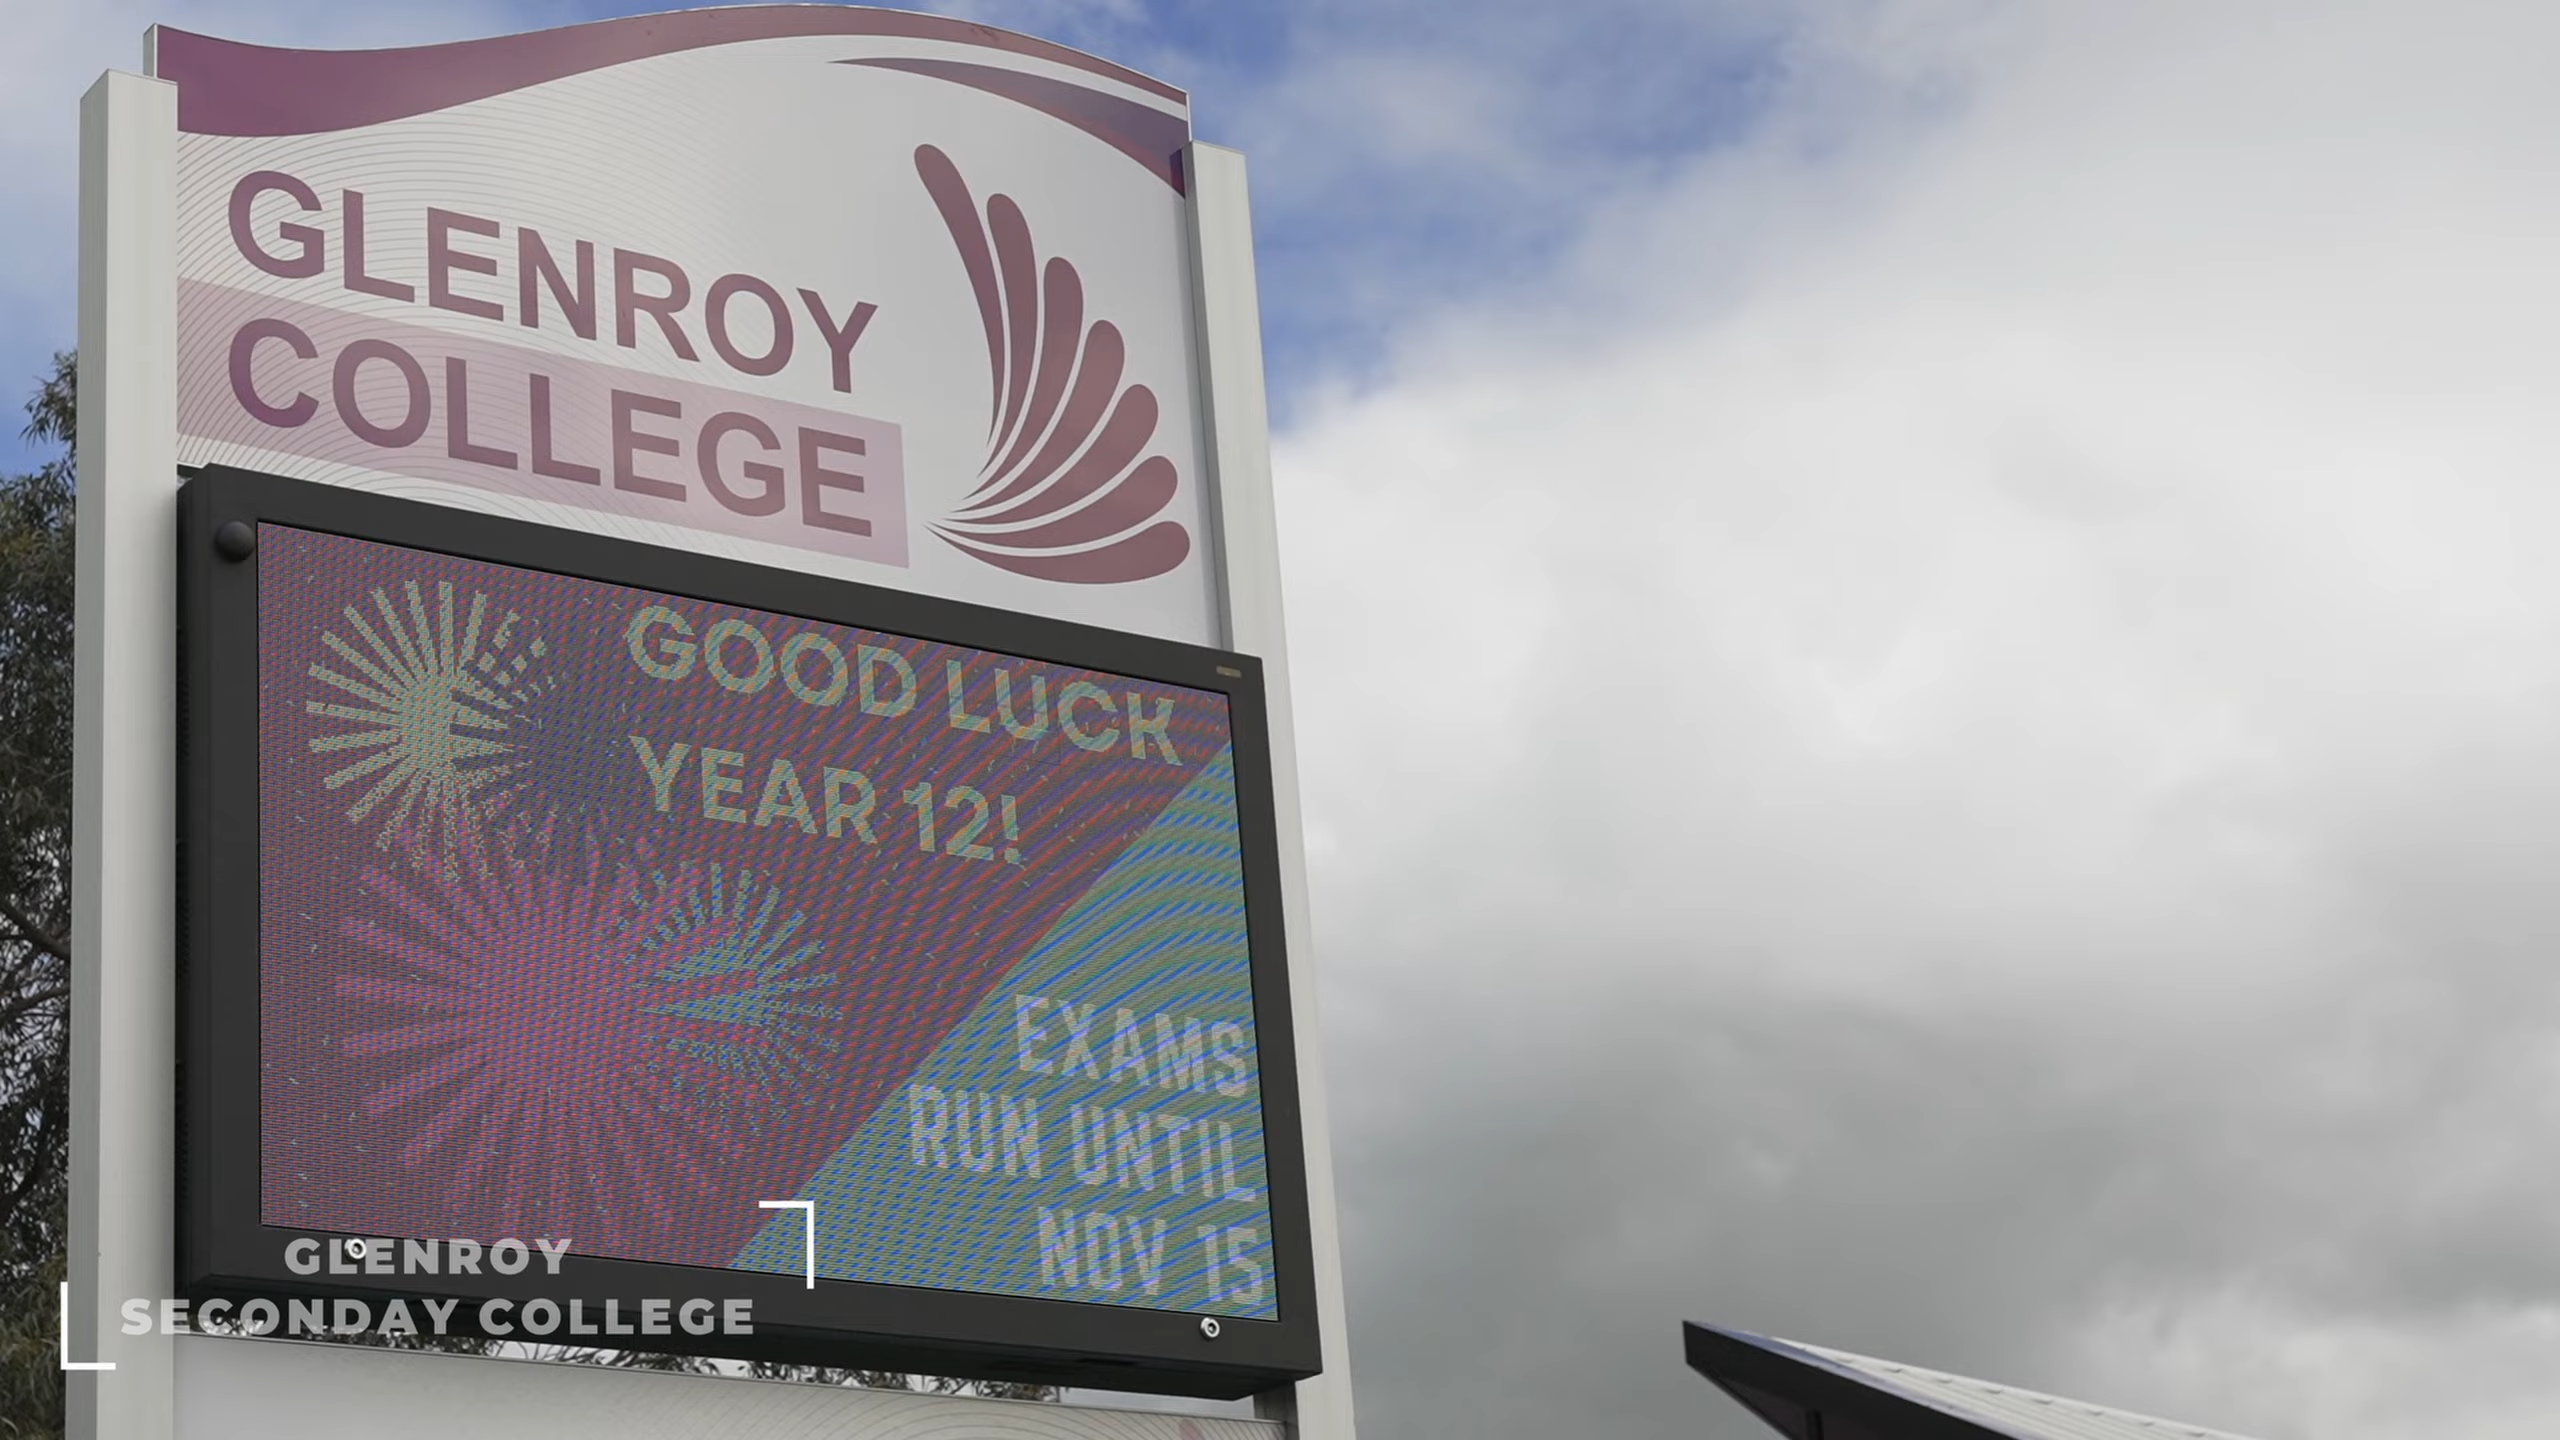 GLENROY
COLLEGE
GOOD LUCK
YEAR 12!
EXAMS
RUN UNTIL
NOV 15
GLENROY
SECONDAY COLLEGE